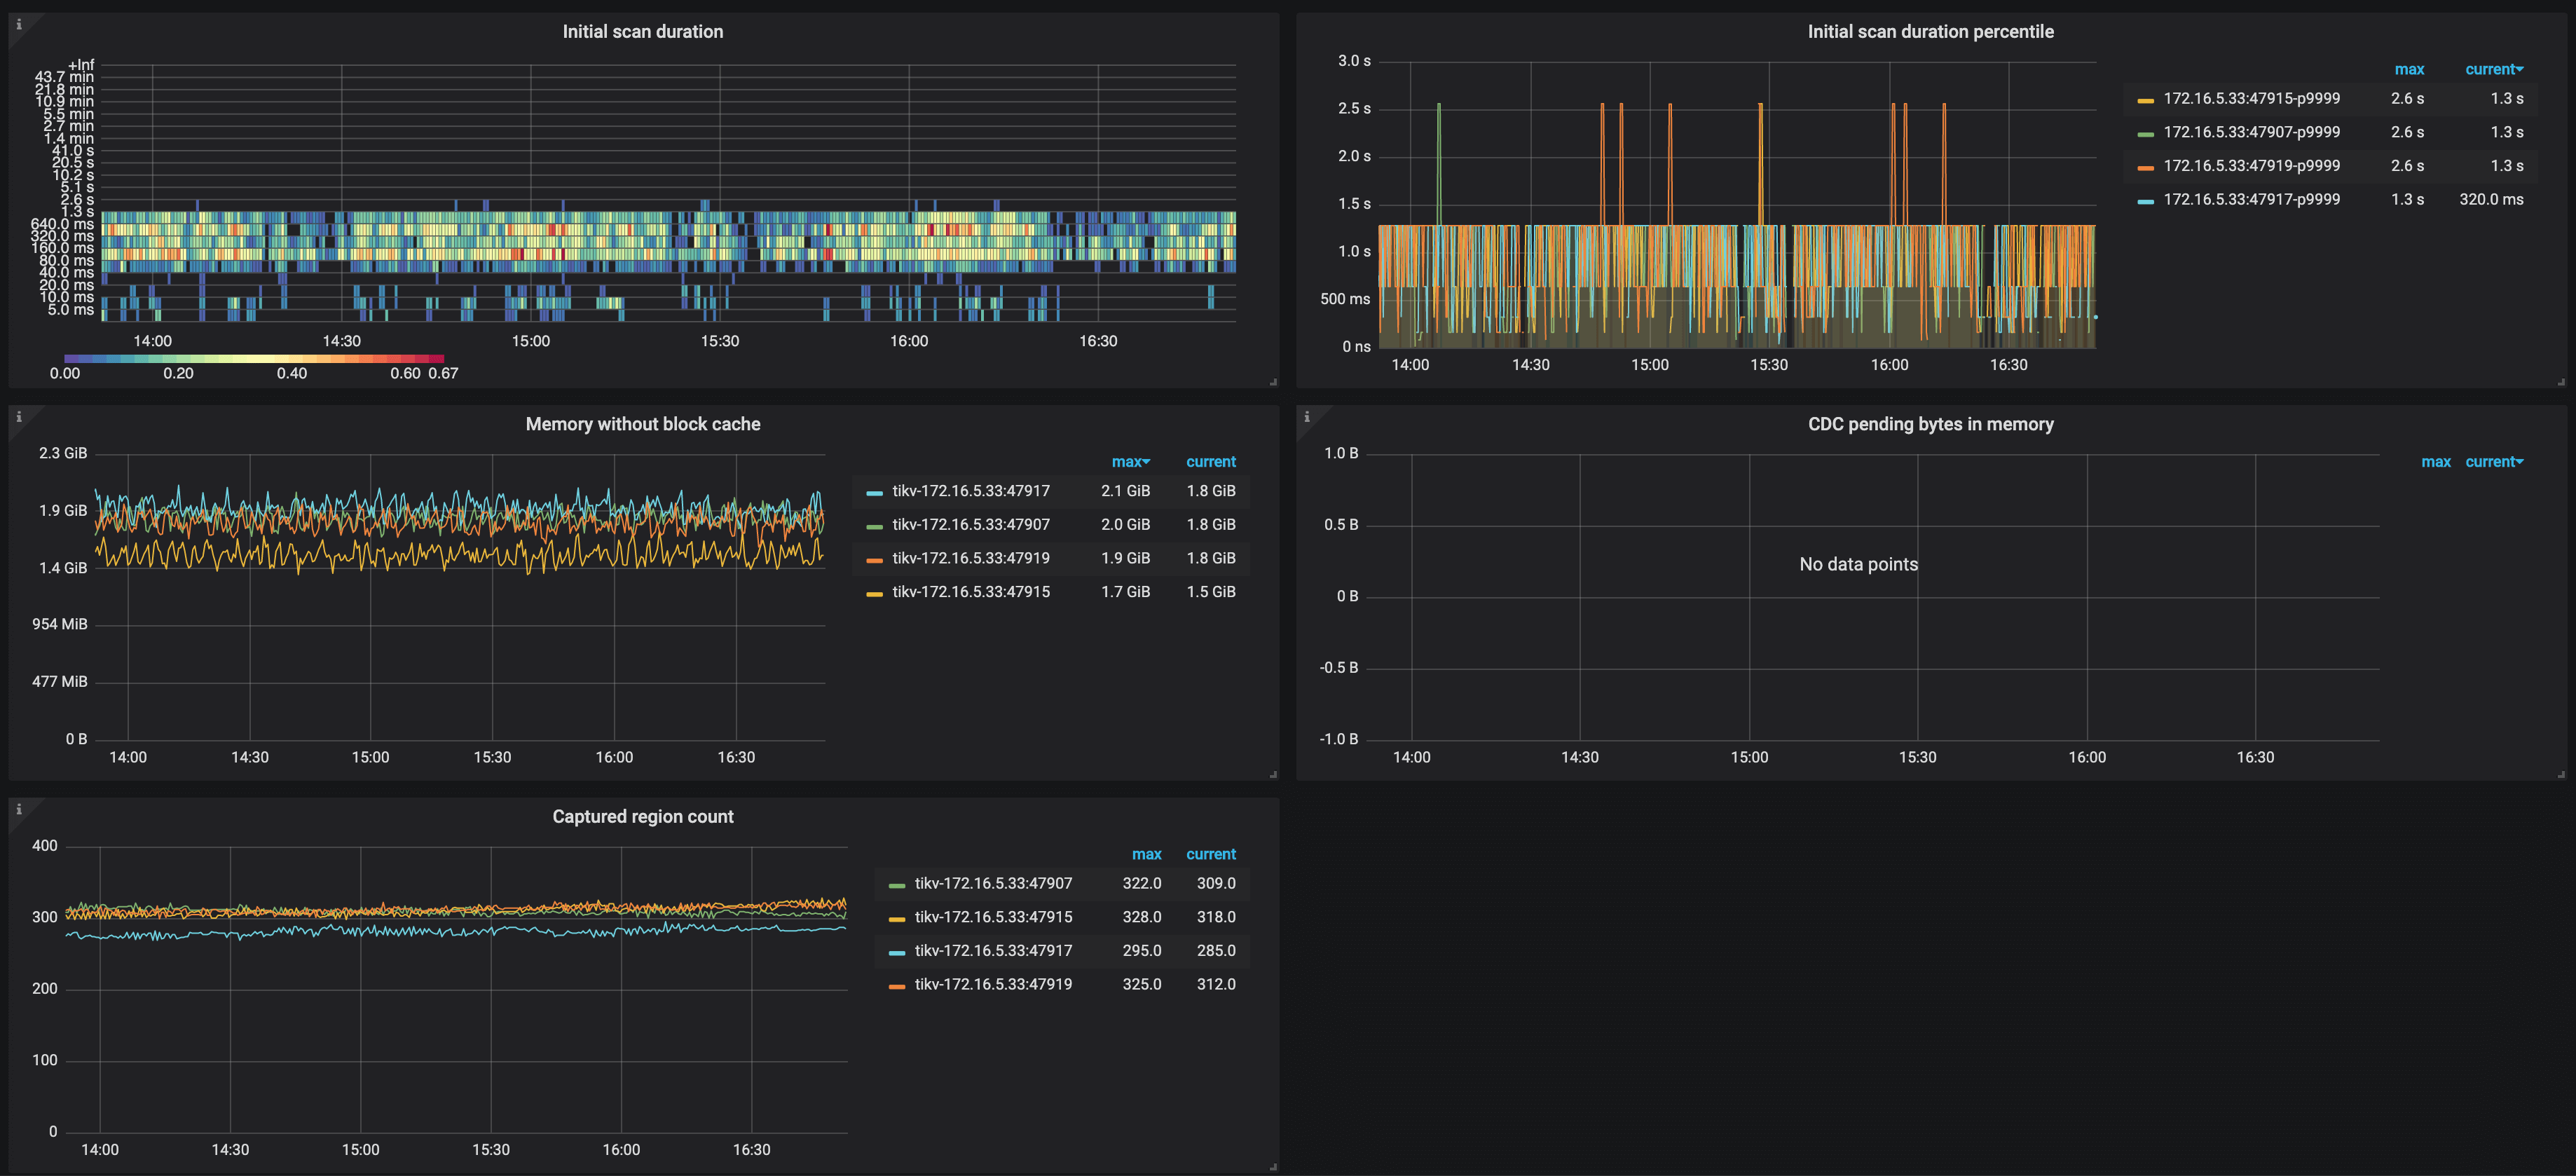 Initial scan duration
+Inf
43.7 min
21.8 min
10.9 min
5.5 min
2.7 min
1.4 min
41.0 s
20.5 s
10.2 s
5.1 s
2.6 s
1.3 s
640.0 ms
320.0 ms
160.0 ms
80.0 ms
40.0 ms
20.0 ms
10.0 ms
5.0 ms
14:00 14:30 15:00 15:30 16:00 16:30
0.00 0.20 0.40 0.60 0.67
Initial scan duration percentile
3.0 s
2.5 s
2.0 s
1.5 s
1.0 s
500 ms
0 ns
14:00 14:30 15:00 15:30 16:00 16:30
max current
172.16.5.33:47915-p9999 2.6 s 1.3 s
172.16.5.33:47907-p9999 2.6 s 1.3 s
172.16.5.33:47919-p9999 2.6 s 1.3 s
172.16.5.33:47917-p9999 1.3 s 320.0 ms
Memory without block cache
2.3 GiB
1.9 GiB
1.4 GiB
954 MiB
477 MiB
0 B
14:00 14:30 15:00 15:30 16:00 16:30
max current
tikv-172.16.5.33:47917 2.1 GiB 1.8 GiB
tikv-172.16.5.33:47907 2.0 GiB 1.8 GiB
tikv-172.16.5.33:47919 1.9 GiB 1.8 GiB
tikv-172.16.5.33:47915 1.7 GiB 1.5 GiB
CDC pending bytes in memory
1.0 B
0.5 B
0 B
-0.5 B
-1.0 B
No data points
14:00 14:30 15:00 15:30 16:00 16:30
max current
Captured region count
400
300
200
100
0
14:00 14:30 15:00 15:30 16:00 16:30
max current
tikv-172.16.5.33:47907 322.0 309.0
tikv-172.16.5.33:47915 328.0 318.0
tikv-172.16.5.33:47917 295.0 285.0
tikv-172.16.5.33:47919 325.0 312.0